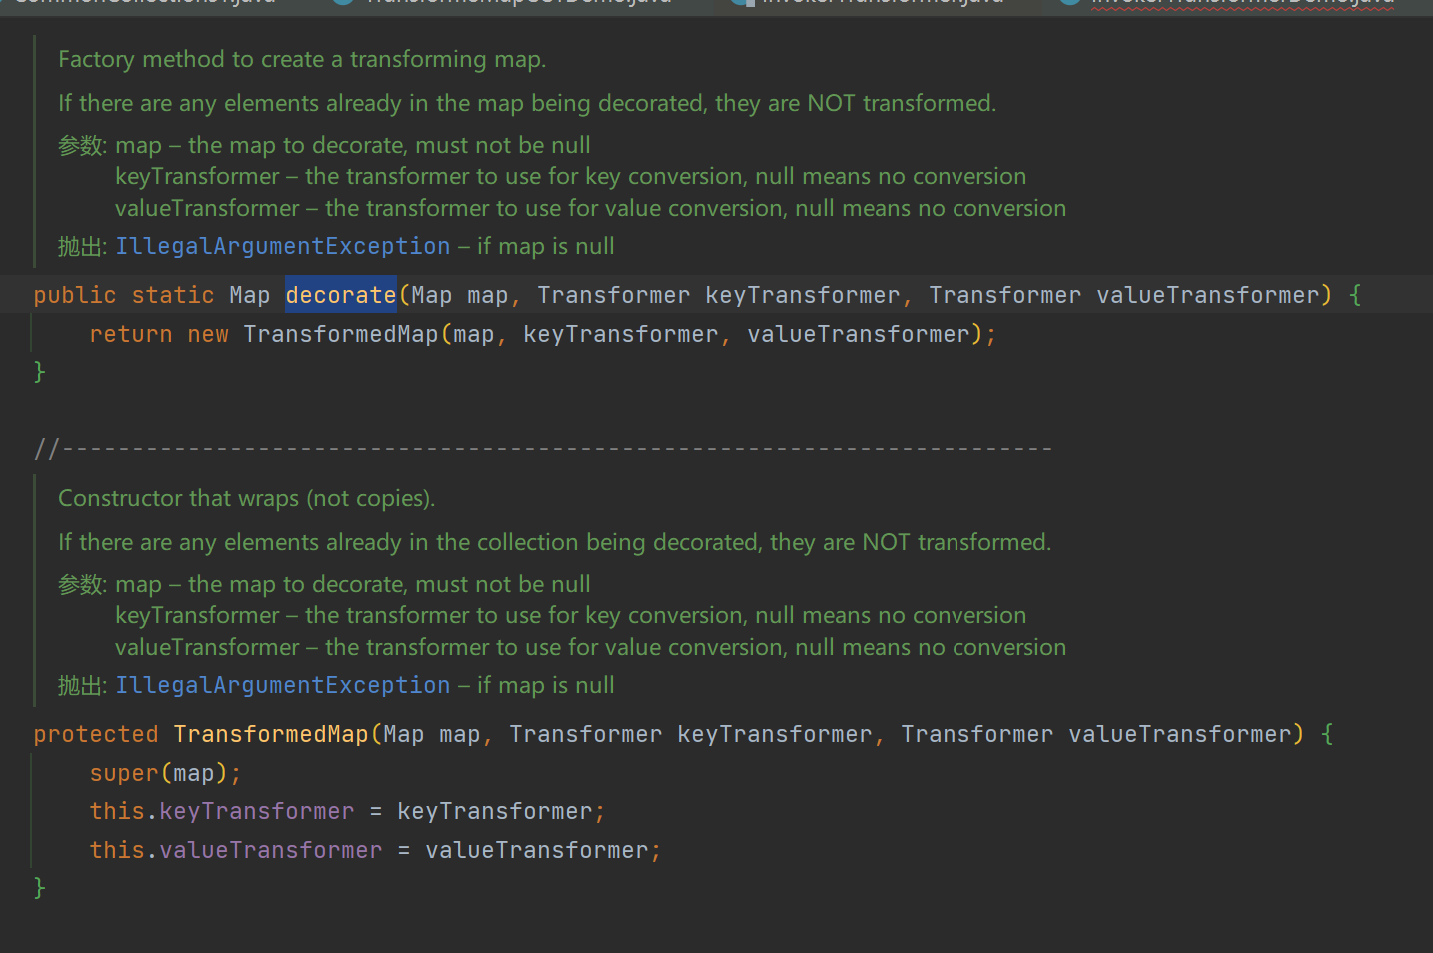 Factory method to create a transforming map.
If there are any elements already in the map being decorated, they are NOT transformed.
参数: map – the map to decorate, must not be null
keyTransformer – the transformer to use for key conversion, null means no conversion
valueTransformer – the transformer to use for value conversion, null means no conversion
抛出: IllegalArgumentException – if map is null
public static Map decorate(Map map, Transformer keyTransformer, Transformer valueTransformer) {
return new TransformedMap(map, keyTransformer, valueTransformer);
}
//-----------------------------------------------------------------------
Constructor that wraps (not copies).
If there are any elements already in the collection being decorated, they are NOT transformed.
参数: map – the map to decorate, must not be null
keyTransformer – the transformer to use for key conversion, null means no conversion
valueTransformer – the transformer to use for value conversion, null means no conversion
抛出: IllegalArgumentException – if map is null
protected TransformedMap(Map map, Transformer keyTransformer, Transformer valueTransformer) {
super(map);
this.keyTransformer = keyTransformer;
this.valueTransformer = valueTransformer;
}